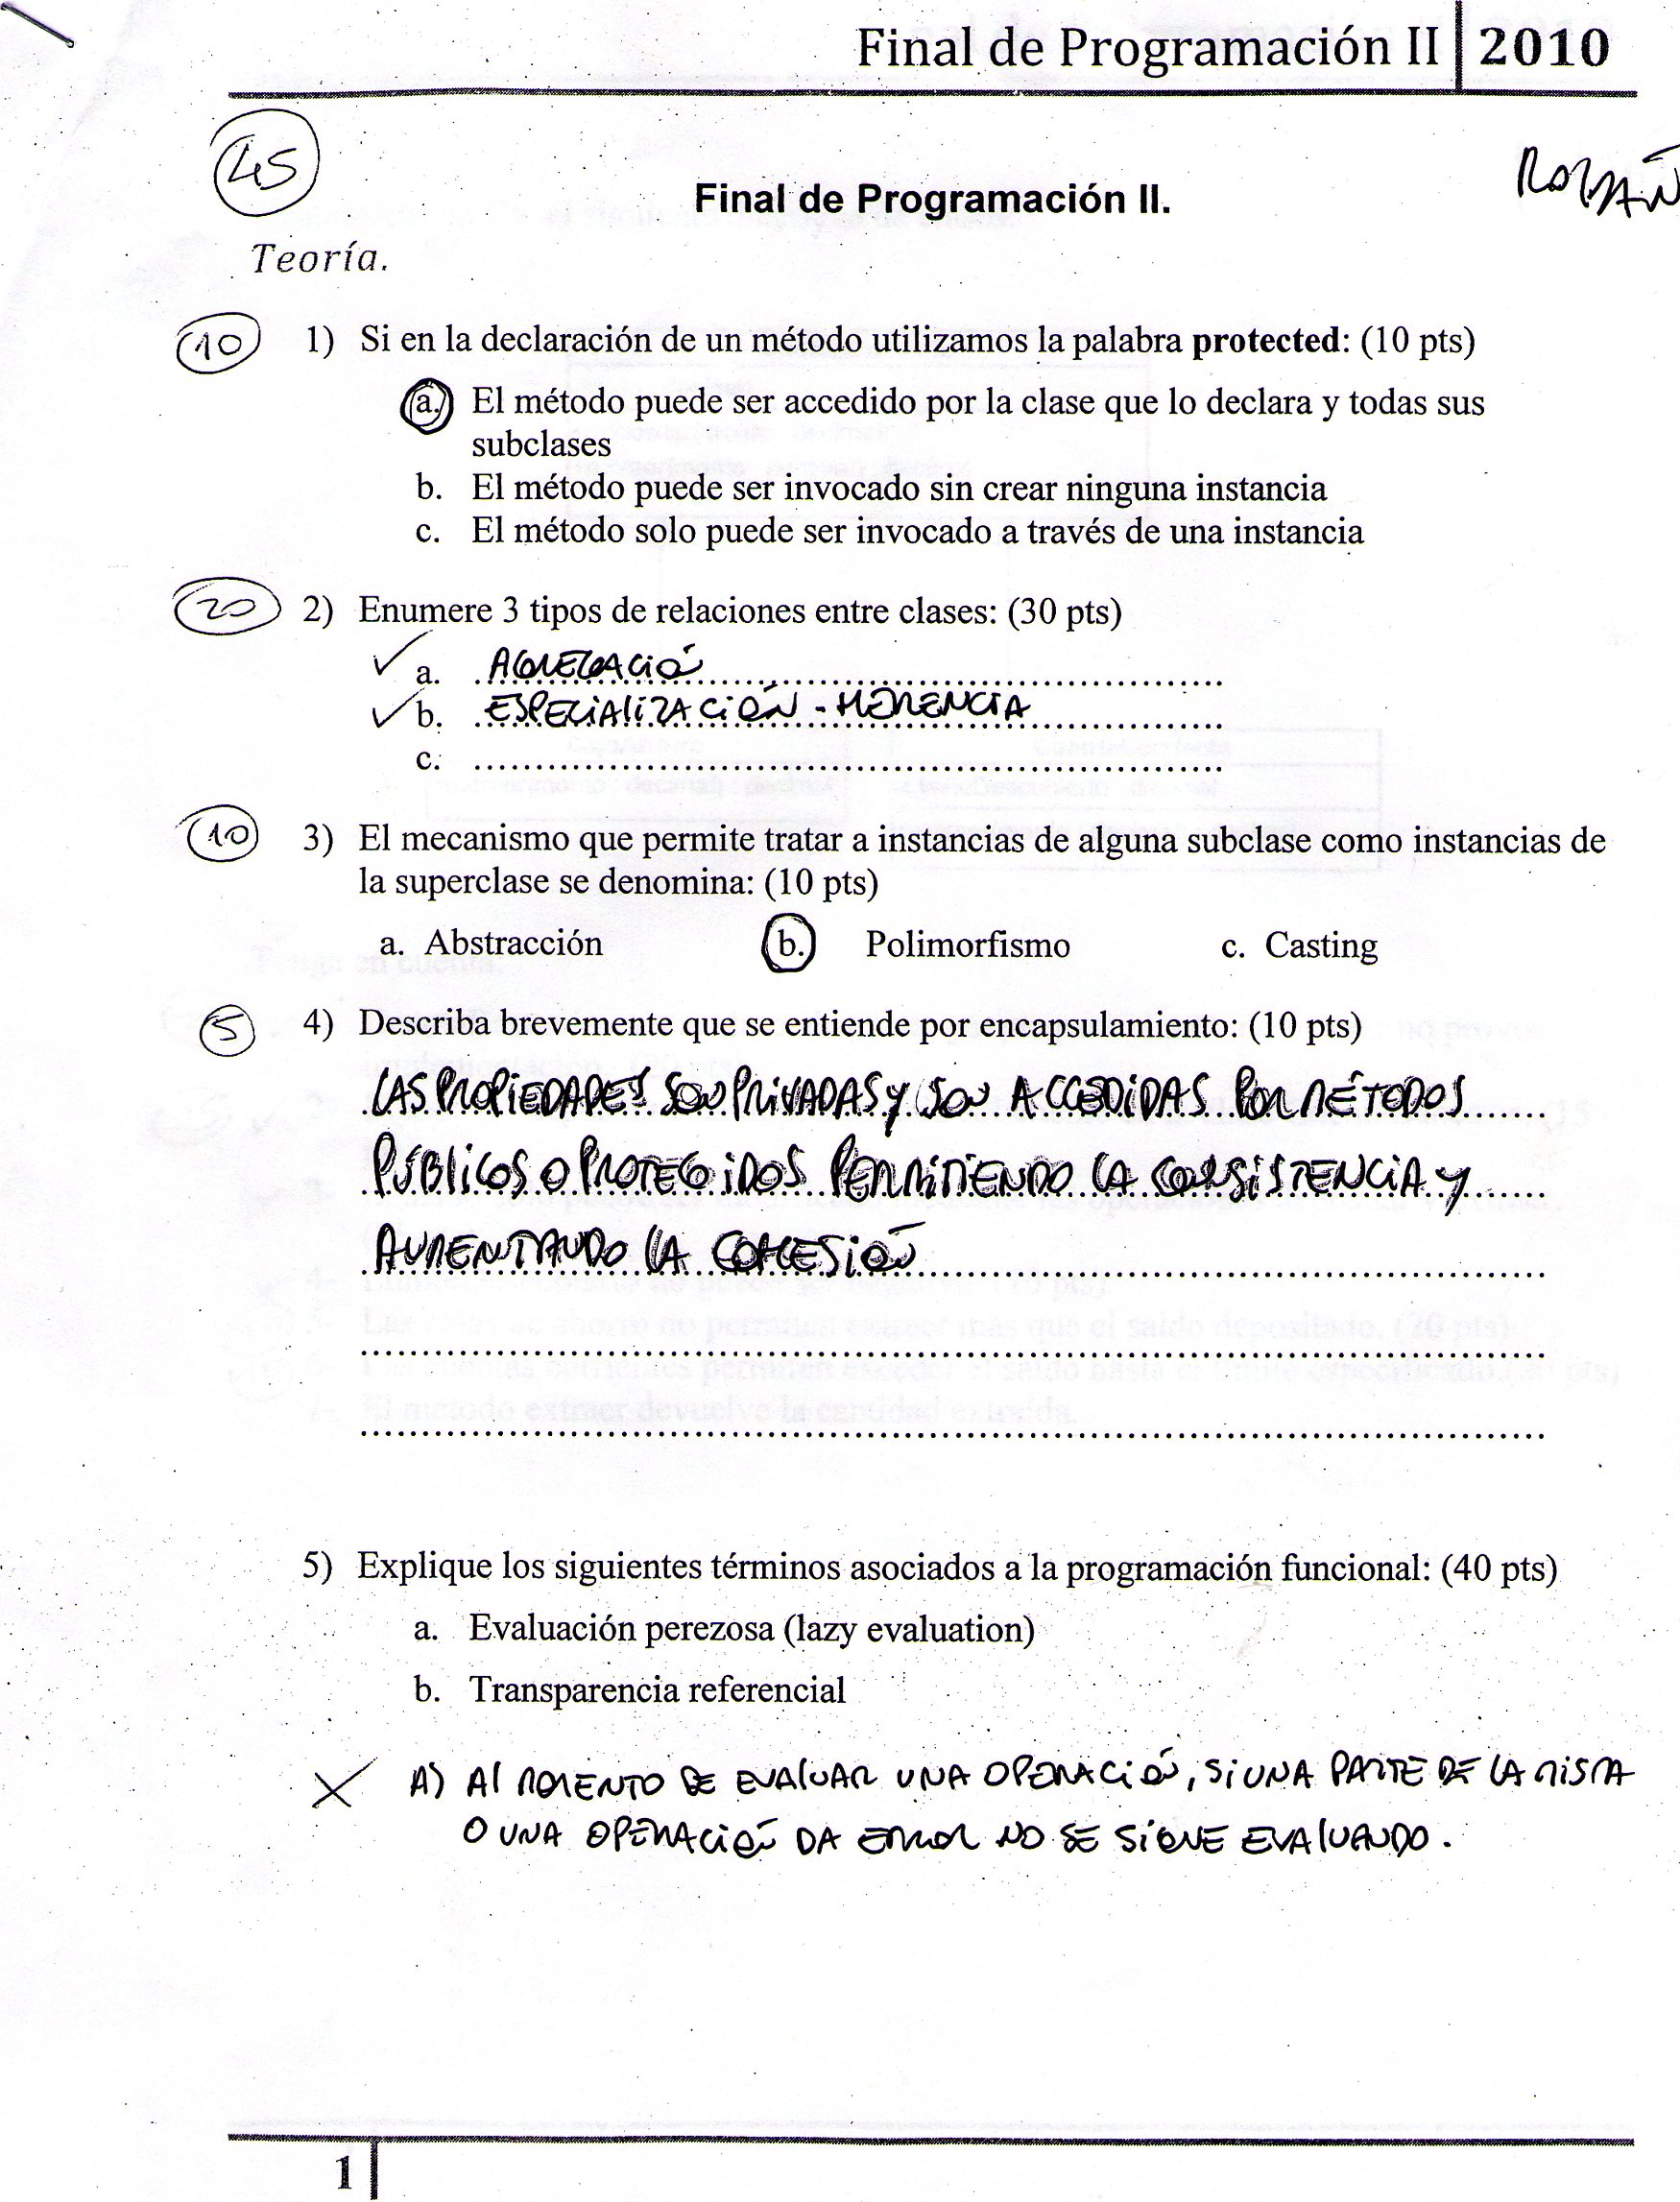 Final de Programación II 2010
45
Final de Programación II.
Teoría.
10 1) Si en la declaración de un método utilizamos la palabra protected: (10 pts)
a. El método puede ser accedido por la clase que lo declara y todas sus
subclases
b. El método puede ser invocado sin crear ninguna instancia
c. El método solo puede ser invocado a través de una instancia
20 2) Enumere 3 tipos de relaciones entre clases: (30 pts)
a. AGREGACIÓN
b. ESPECIALIZACIÓN - HERENCIA
c. ........................................................................
10 3) El mecanismo que permite tratar a instancias de alguna subclase como instancias de
la superclase se denomina: (10 pts)
a. Abstracción b. Polimorfismo c. Casting
5 4) Describa brevemente que se entiende por encapsulamiento: (10 pts)
LAS PROPIEDADES SON PRIVADAS Y SON ACCEDIDAS POR MÉTODOS
PÚBLICOS O PROTEGIDOS PERMITIENDO LA CONSISTENCIA Y
AUMENTANDO LA COHESIÓN
5) Explique los siguientes términos asociados a la programación funcional: (40 pts)
a. Evaluación perezosa (lazy evaluation)
b. Transparencia referencial
A) Al MOMENTO DE EVALUAR UNA OPERACIÓN, SI UNA PARTE DE LA MISMA
O UNA OPERACIÓN DA ERROR NO SE SIGUE EVALUANDO.
1